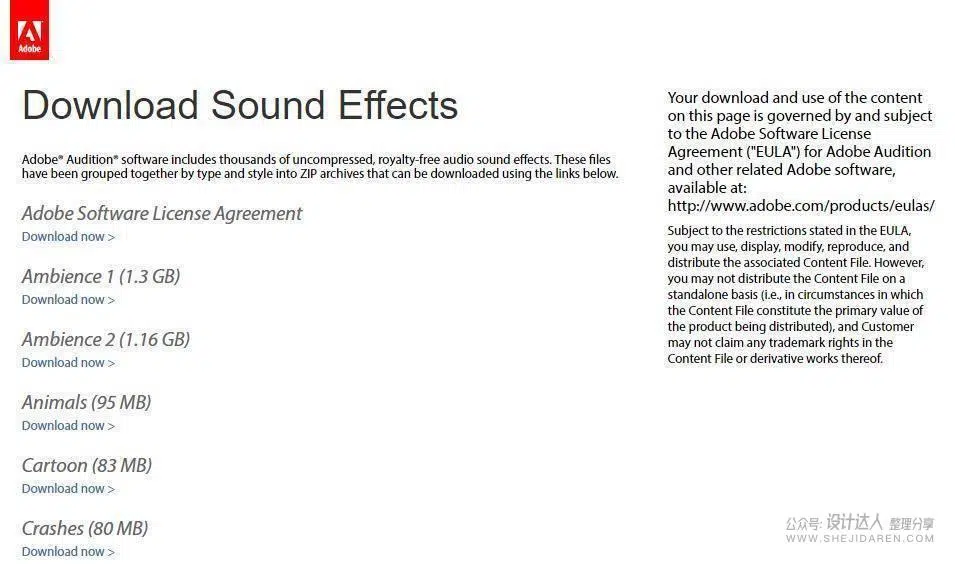 Adobe
Download Sound Effects
Adobe® Audition® software includes thousands of uncompressed, royalty-free audio sound effects. These files
have been grouped together by type and style into ZIP archives that can be downloaded using the links below.
Adobe Software License Agreement
Download now >
Ambience 1 (1.3 GB)
Download now >
Ambience 2 (1.16 GB)
Download now >
Animals (95 MB)
Download now >
Cartoon (83 MB)
Download now >
Crashes (80 MB)
Download now >
Your download and use of the content
on this page is governed by and subject
to the Adobe Software License
Agreement ("EULA") for Adobe Audition
and other related Adobe software,
available at:
http://www.adobe.com/products/eulas/
Subject to the restrictions stated in the EULA,
you may use, display, modify, reproduce, and
distribute the associated Content File. However,
you may not distribute the Content File on a
standalone basis (i.e., in circumstances in which
the Content File constitute the primary value of
the product being distributed), and Customer
may not claim any trademark rights in the
Content File or derivative works thereof.
公众号: 设计达人 整理分享
WWW.SHEJIDAREN.COM